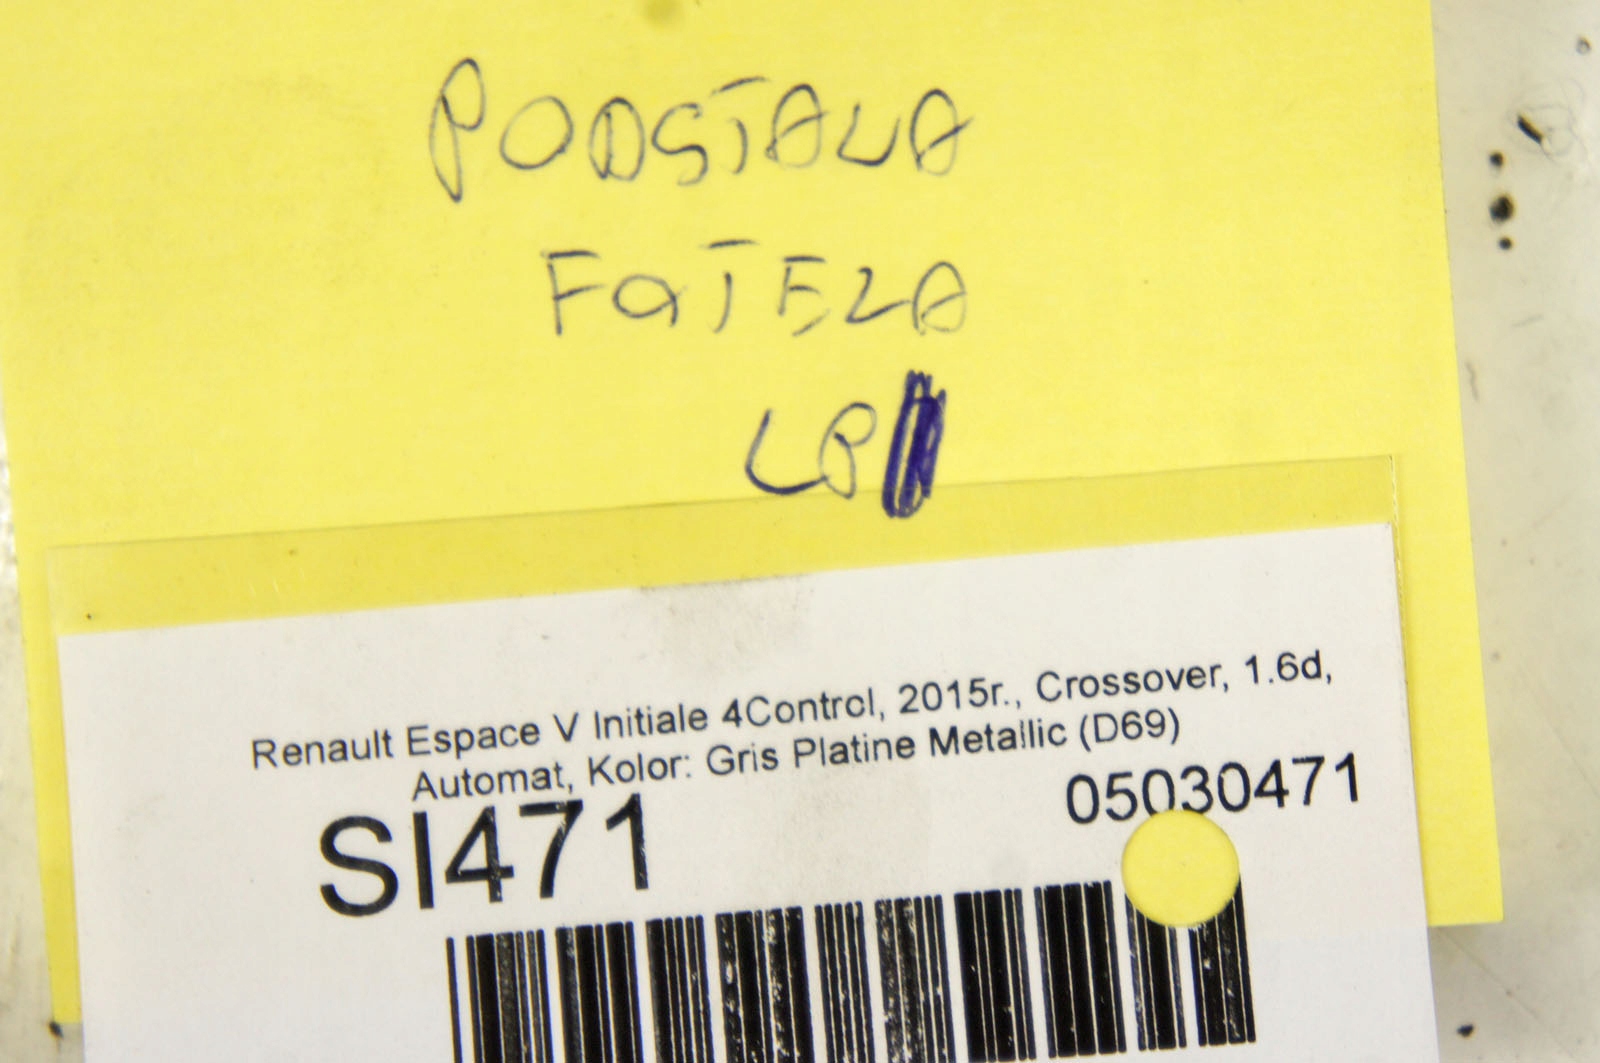 PODSTAWA
FOTELA
LP
Renault Espace V Initiale 4Control, 2015r., Crossover, 1.6d,
Automat, Kolor: Gris Platine Metallic (D69)
05030471
SI471